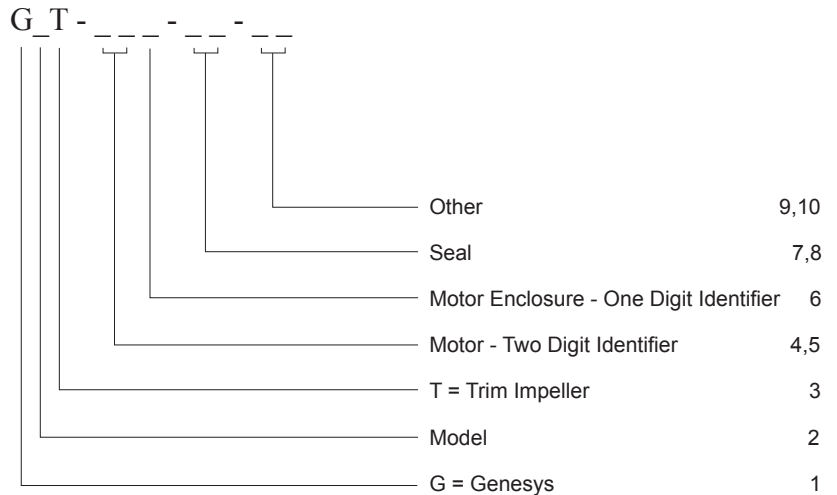 G_T - _ _ _ - _ _ - _ _
Other 9,10
Seal 7,8
Motor Enclosure - One Digit Identifier 6
Motor - Two Digit Identifier 4,5
T = Trim Impeller 3
Model 2
G = Genesys 1